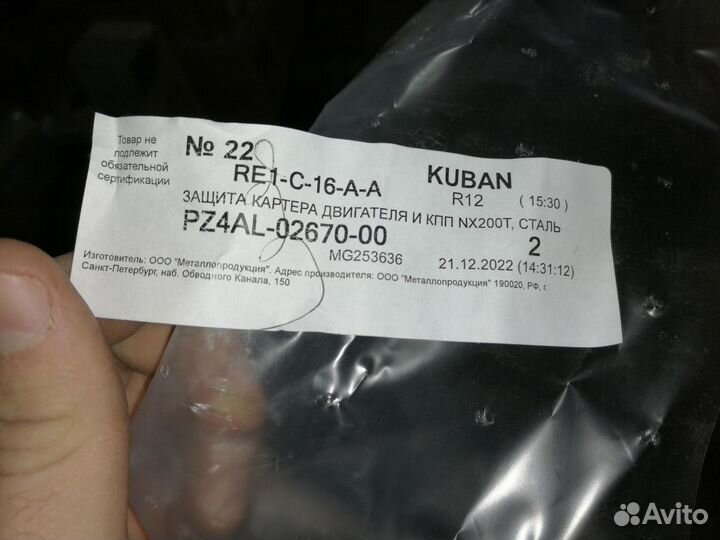 Товар не
подлежит
обязательной
сертификации
№ 22
RE1-C-16-A-A
KUBAN
R12 ( 15:30 )
ЗАЩИТА КАРТЕРА ДВИГАТЕЛЯ И КПП NX200T, СТАЛЬ
PZ4AL-02670-00
2
MG253636
21.12.2022 (14:31:12)
Изготовитель: ООО "Металлопродукция". Адрес производителя: ООО "Металлопродукция" 190020, РФ, г.
Санкт-Петербург, наб. Обводного Канала, 150
Avito